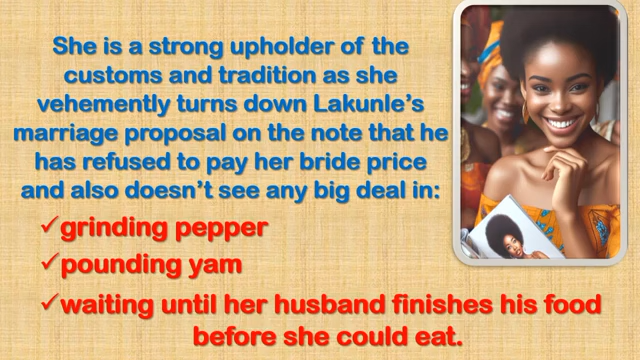 She is a strong upholder of the
customs and tradition as she
vehemently turns down Lakunle’s
marriage proposal on the note that he
has refused to pay her bride price
and also doesn’t see any big deal in:
✓grinding pepper
✓pounding yam
✓waiting until her husband finishes his food
before she could eat.